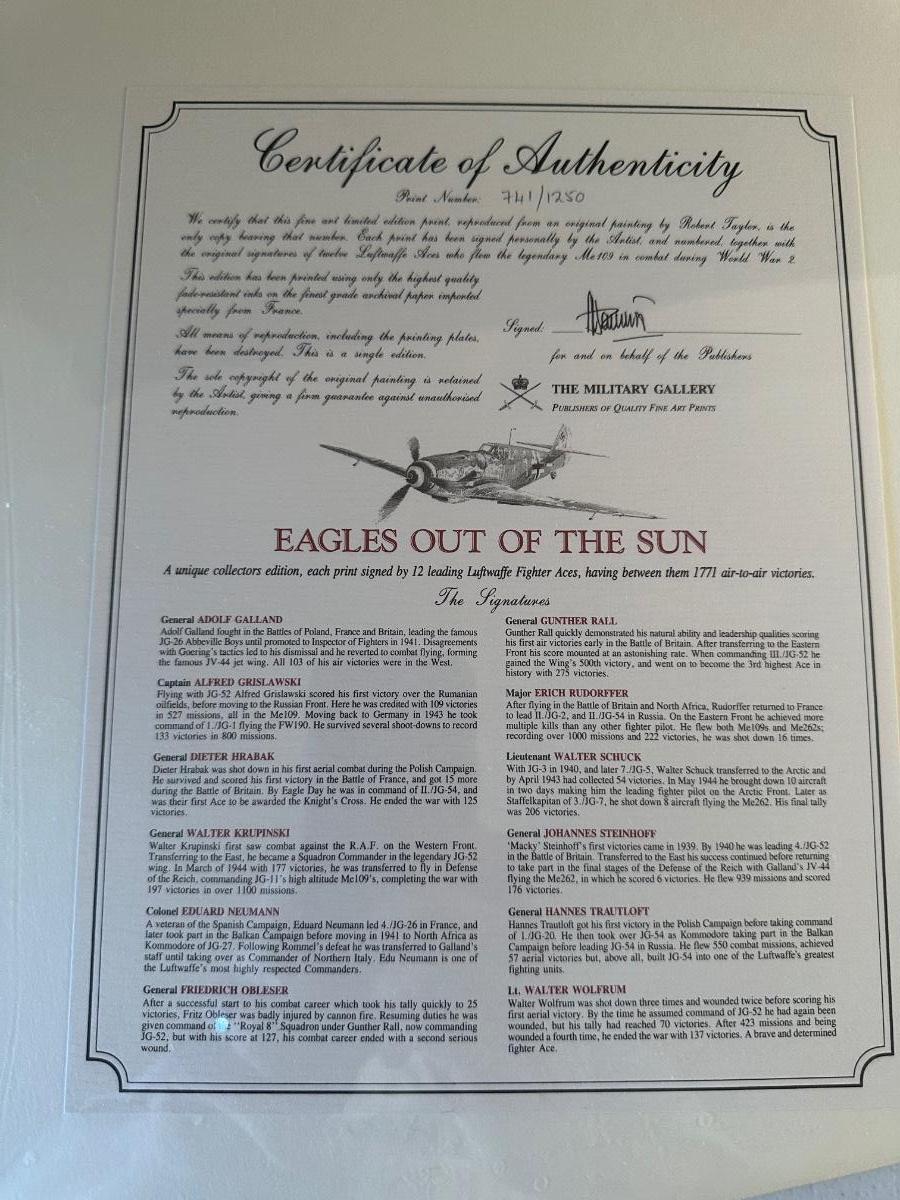 Certificate of Authenticity
Print Number: 741/1250
We certify that this fine art limited edition print, reproduced from an original painting by Robert Taylor, is the
only copy bearing that number. Each print has been signed personally by the Artist, and numbered, together with
the original signatures of twelve Luftwaffe Aces who flew the legendary Me109 in combat during World War 2.
This edition has been printed using only the highest quality
fade-resistant inks on the finest grade archival paper imported
specially from France.
All means of reproduction, including the printing plates,
have been destroyed. This is a single edition.
The sole copyright of the original painting is retained
by the Artist, giving a firm guarantee against unauthorised
reproduction.
Signed:
for and on behalf of the Publishers
THE MILITARY GALLERY
PUBLISHERS OF QUALITY FINE ART PRINTS
EAGLES OUT OF THE SUN
A unique collectors edition, each print signed by 12 leading Luftwaffe Fighter Aces, having between them 1771 air-to-air victories.
The Signatures
General ADOLF GALLAND
Adolf Galland fought in the Battles of Poland, France and Britain, leading the famous
JG-26 Abbeville Boys until promoted to Inspector of Fighters in 1941. Disagreements
with Goering's tactics led to his dismissal and he reverted to combat flying, forming
the famous JV-44 jet wing. All 103 of his air victories were in the West.
Captain ALFRED GRISLAWSKI
Flying with JG-52 Alfred Grislawski scored his first victory over the Rumanian
oilfields, before moving to the Russian Front. Here he was credited with 109 victories
in 527 missions, all in the Me109. Moving back to Germany in 1943 he took
command of 1./JG-1 flying the FW190. He survived several shoot-downs to record
133 victories in 800 missions.
General DIETER HRABAK
Dieter Hrabak was shot down in his first aerial combat during the Polish Campaign.
He survived and scored his first victory in the Battle of France, and got 15 more
during the Battle of Britain. By Eagle Day he was in command of II./JG-54, and
was their first Ace to be awarded the Knight's Cross. He ended the war with 125
victories.
General WALTER KRUPINSKI
Walter Krupinski first saw combat against the R.A.F. on the Western Front.
Transferring to the East, he became a Squadron Commander in the legendary JG-52
wing. In March of 1944 with 177 victories, he was transferred to fly in Defense
of the Reich, commanding JG-11's high altitude Me109's, completing the war with
197 victories in over 1100 missions.
Colonel EDUARD NEUMANN
A veteran of the Spanish Campaign, Eduard Neumann led 4./JG-26 in France, and
later took part in the Balkan Campaign before moving in 1941 to North Africa as
Kommodore of JG-27. Following Rommel's defeat he was transferred to Galland's
staff until taking over as Commander of Northern Italy. Edu Neumann is one of
the Luftwaffe's most highly respected Commanders.
General FRIEDRICH OBLESER
After a successful start to his combat career which took his tally quickly to 25
victories, Fritz Obleser was badly injured by cannon fire. Resuming duties he was
given command of "Royal 8" Squadron under Gunther Rall, now commanding
JG-52, but with his score at 127, his combat career ended with a second serious
wound.
General GUNTHER RALL
Gunther Rall quickly demonstrated his natural ability and leadership qualities scoring
his first air victories early in the Battle of Britain. After transferring to the Eastern
Front his score mounted at an astonishing rate. When commanding III./JG-52 he
gained the Wing's 500th victory, and went on to become the 3rd highest Ace in
history with 275 victories.
Major ERICH RUDORFFER
After flying in the Battle of Britain and North Africa, Rudorffer returned to France
to lead II./JG-2, and II./JG-54 in Russia. On the Eastern Front he achieved more
multiple kills than any other fighter pilot. He flew both Me109s and Me262s;
recording over 1000 missions and 222 victories, he was shot down 16 times.
Lieutenant WALTER SCHUCK
With JG-3 in 1940, and later 7./JG-5, Walter Schuck transferred to the Arctic and
by April 1943 had collected 54 victories. In May 1944 he brought down 10 aircraft
in two days making him the leading fighter pilot on the Arctic Front. Later as
Staffelkapitan of 3./JG-7, he shot down 8 aircraft flying the Me262. His final tally
was 206 victories.
General JOHANNES STEINHOFF
'Macky' Steinhoff's first victories came in 1939. By 1940 he was leading 4./JG-52
in the Battle of Britain. Transferred to the East his success continued before returning
to take part in the final stages of the Defense of the Reich with Galland's JV-44
flying the Me262, in which he scored 6 victories. He flew 939 missions and scored
176 victories.
General HANNES TRAUTLOFT
Hannes Trautloft got his first victory in the Polish Campaign before taking command
of 1./JG-20. He then took over JG-54 as Kommodore taking part in the Balkan
Campaign before leading JG-54 in Russia. He flew 550 combat missions, achieved
57 aerial victories but, above all, built JG-54 into one of the Luftwaffe's greatest
fighting units.
Lt. WALTER WOLFRUM
Walter Wolfrum was shot down three times and wounded twice before scoring his
first aerial victory. By the time he assumed command of JG-52 he had again been
wounded, but his tally had reached 70 victories. After 423 missions and being
wounded a fourth time, he ended the war with 137 victories. A brave and determined
fighter Ace.